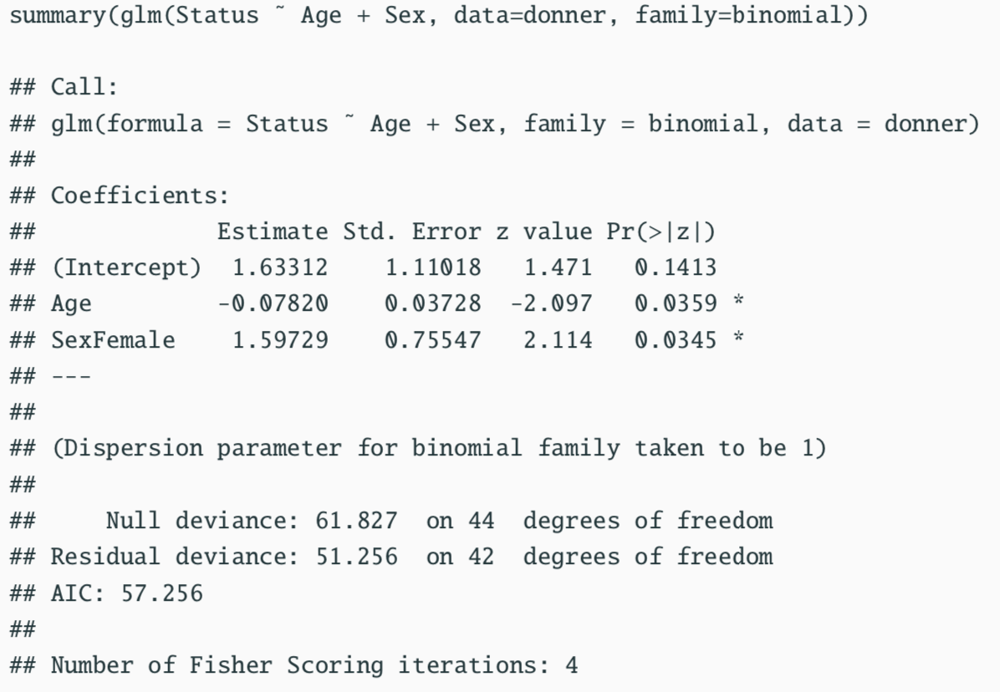 summary(glm(Status ~ Age + Sex, data=donner, family=binomial))
## Call:
## glm(formula = Status ~ Age + Sex, family = binomial, data = donner)
##
## Coefficients:
##             Estimate Std. Error z value Pr(>|z|)
## (Intercept)  1.63312    1.11018   1.471   0.1413
## Age         -0.07820    0.03728  -2.097   0.0359 *
## SexFemale    1.59729    0.75547   2.114   0.0345 *
## ---
##
## (Dispersion parameter for binomial family taken to be 1)
##
##     Null deviance: 61.827  on 44  degrees of freedom
## Residual deviance: 51.256  on 42  degrees of freedom
## AIC: 57.256
##
## Number of Fisher Scoring iterations: 4